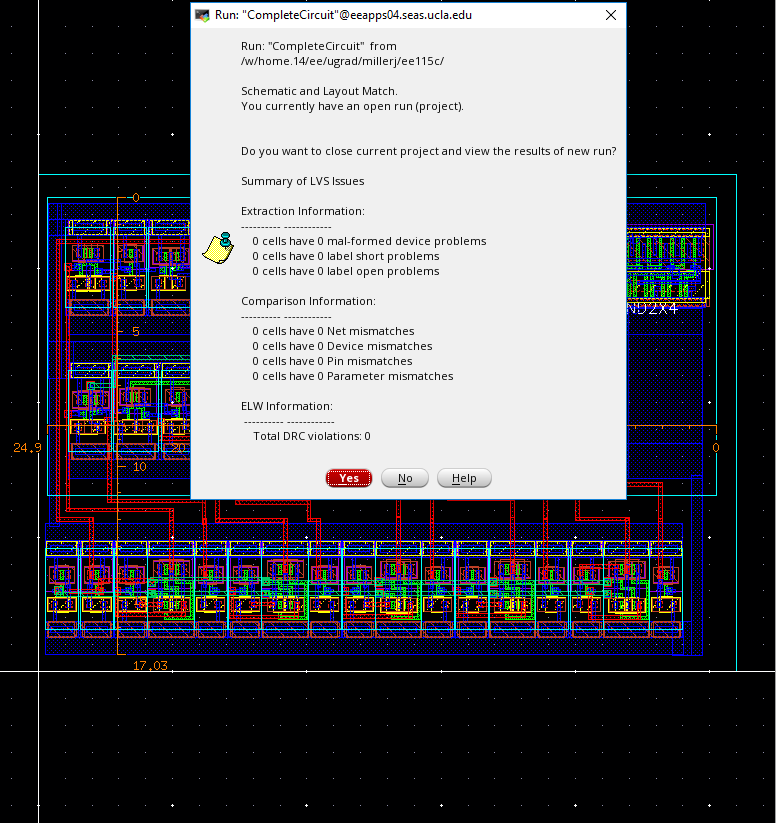 Run: "CompleteCircuit"@eeapps04.seas.ucla.edu
Run: "CompleteCircuit" from
/w/home.14/ee/ugrad/millerj/ee115c/
Schematic and Layout Match.
You currently have an open run (project).
Do you want to close current project and view the results of new run?
Summary of LVS Issues
Extraction Information:
---------- ------------
0 cells have 0 mal-formed device problems
0 cells have 0 label short problems
0 cells have 0 label open problems
Comparison Information:
---------- ------------
0 cells have 0 Net mismatches
0 cells have 0 Device mismatches
0 cells have 0 Pin mismatches
0 cells have 0 Parameter mismatches
ELW Information:
---------- ------------
Total DRC violations: 0
Yes No Help
0
ND2X4
5
24.9
20
0
10
17.03